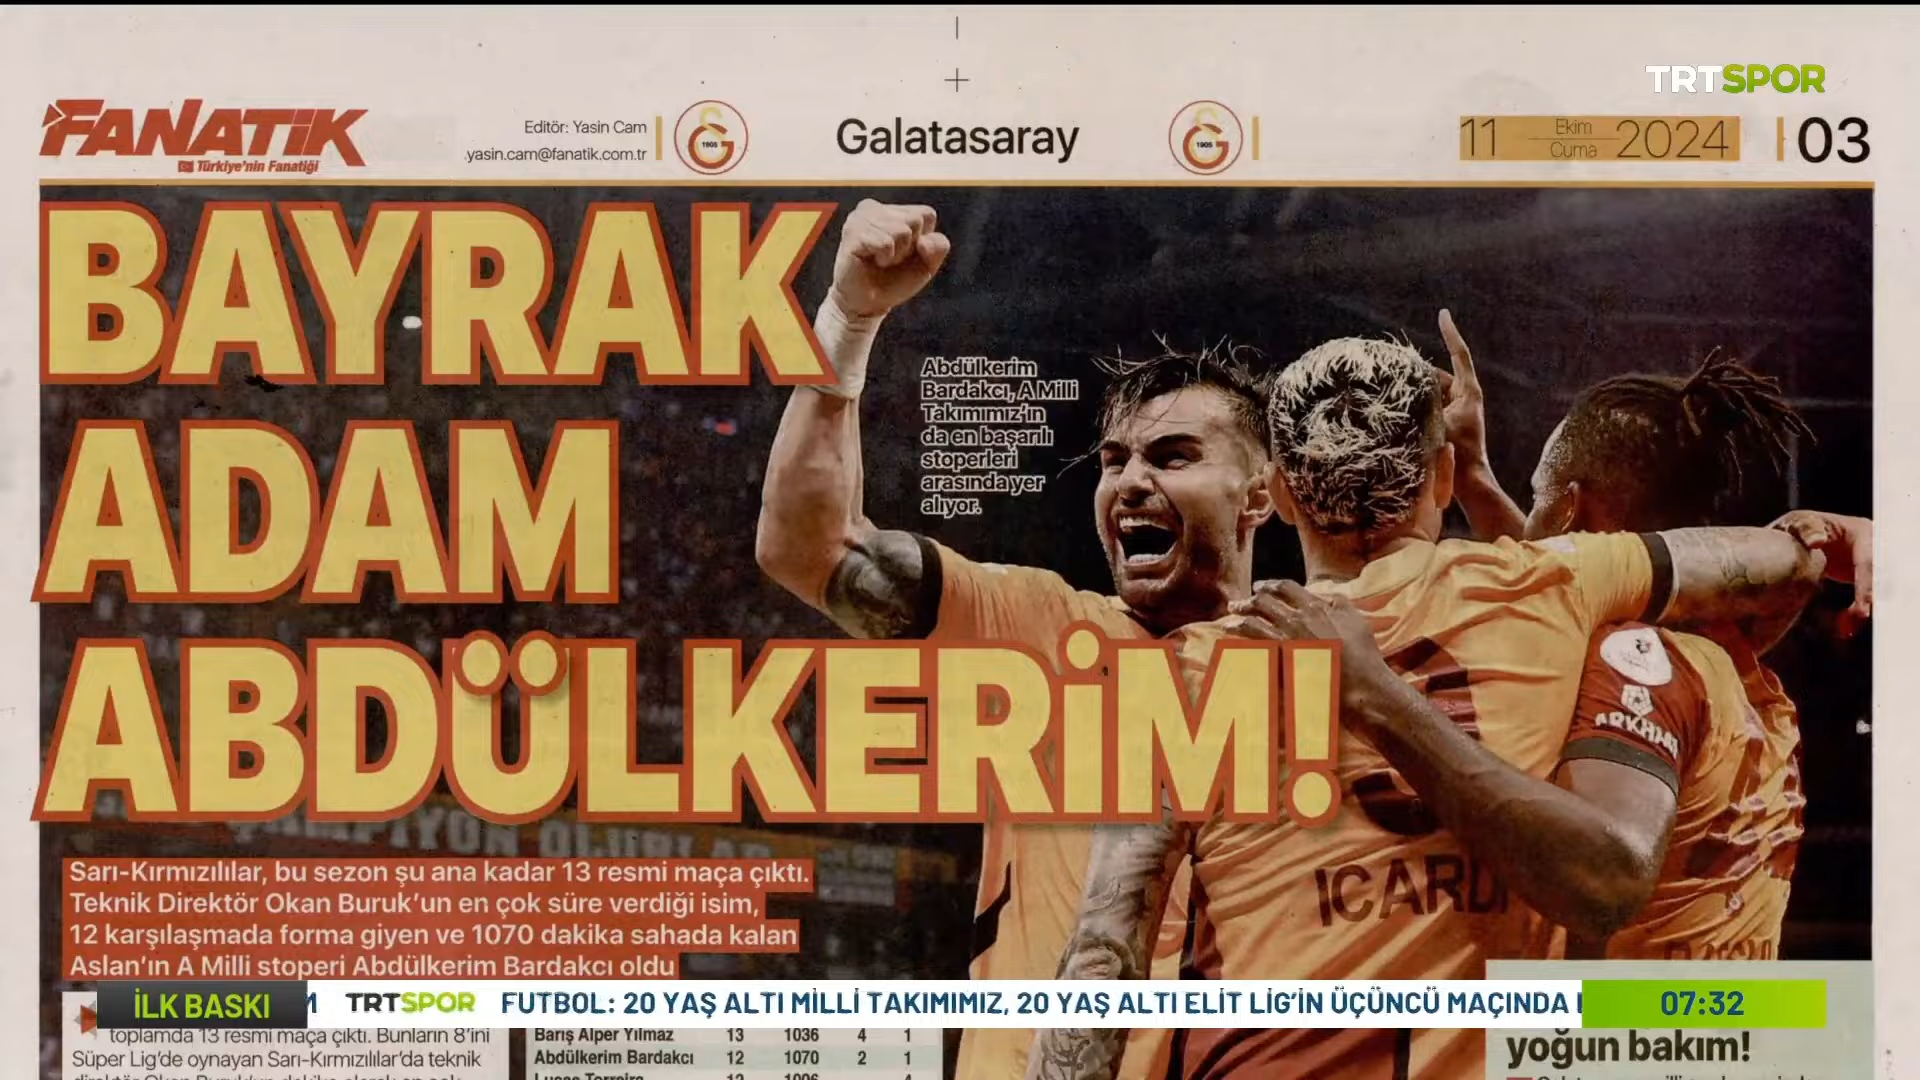 TRTSPOR
FANATİK
Türkiye'nin Fanatiği
Editör: Yasin Cam
yasin.cam@fanatik.com.tr
1905
Galatasaray
1905
11 Ekim Cuma 2024
03
BAYRAK
ADAM
ABDÜLKERİM!
Abdülkerim
Bardakcı, A Milli
Takımımız'ın
da en başarılı
stoperleri
arasında yer
alıyor.
ICARDI
Sarı-Kırmızılılar, bu sezon şu ana kadar 13 resmi maça çıktı.
Teknik Direktör Okan Buruk'un en çok süre verdiği isim,
12 karşılaşmada forma giyen ve 1070 dakika sahada kalan
Aslan'ın A Milli stoperi Abdülkerim Bardakcı oldu
İLK BASKI
TRTSPOR FUTBOL: 20 YAŞ ALTI MİLLİ TAKIMIMIZ, 20 YAŞ ALTI ELİT LİG'İN ÜÇÜNCÜ MAÇINDA
07:32
toplamda 13 resmi maça çıktı. Bunların 8'ini
Süper Lig'de oynayan Sarı-Kırmızılılar'da teknik
Barış Alper Yılmaz 13 1036 4 1
Abdülkerim Bardakcı 12 1070 2 1
yoğun bakım!